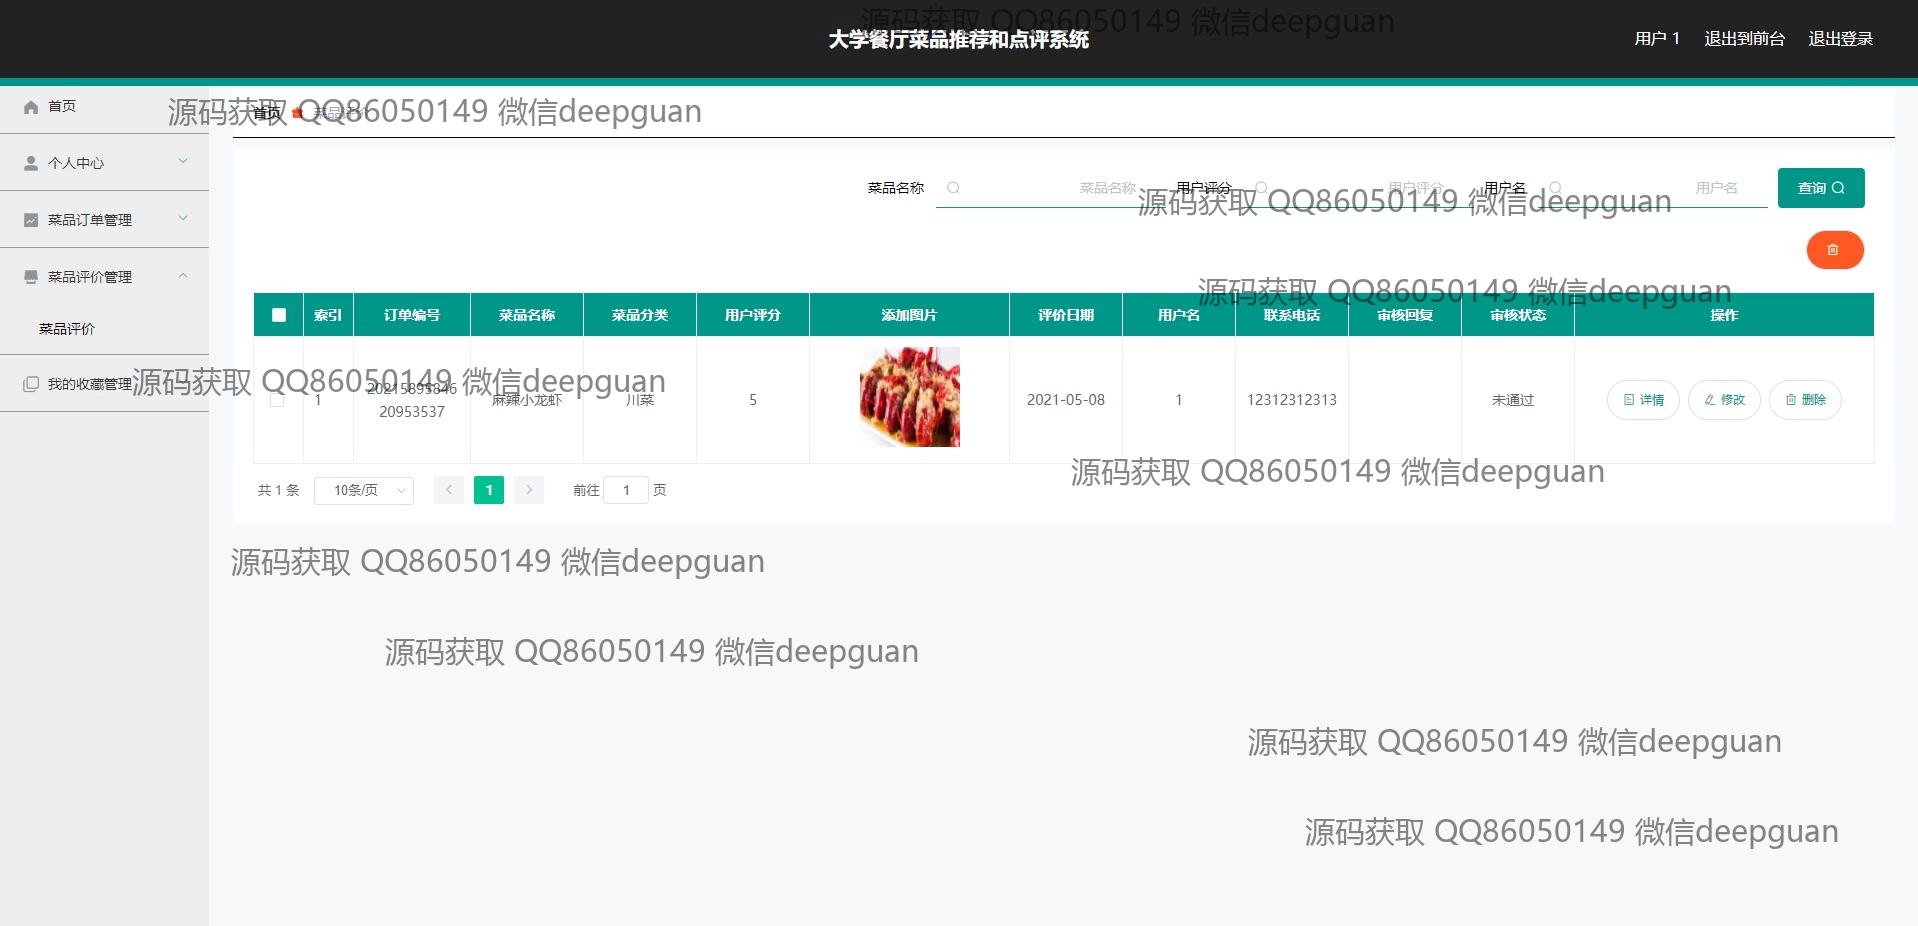 源码获取 QQ86050149 微信deepguan
大学餐厅菜品推荐和点评系统
用户 1 退出到前台 退出登录
首页
源码获取 QQ86050149 微信deepguan
首页 菜品评价
个人中心
菜品名称 菜品名称 用户评分 用户评分 用户名 用户名 查询
源码获取 QQ86050149 微信deepguan
菜品订单管理
菜品评价管理
源码获取 QQ86050149 微信deepguan
索引 订单编号 菜品名称 菜品分类 用户评分 添加图片 评价日期 用户名 联系电话 审核回复 审核状态 操作
菜品评价
我的收藏管理
源码获取 QQ86050149 微信deepguan
1 20215895846 麻辣小龙虾 川菜 5 2021-05-08 1 12312312313 未通过 详情 修改 删除
20953537
源码获取 QQ86050149 微信deepguan
共 1 条 10条/页 1 前往 1 页
源码获取 QQ86050149 微信deepguan
源码获取 QQ86050149 微信deepguan
源码获取 QQ86050149 微信deepguan
源码获取 QQ86050149 微信deepguan